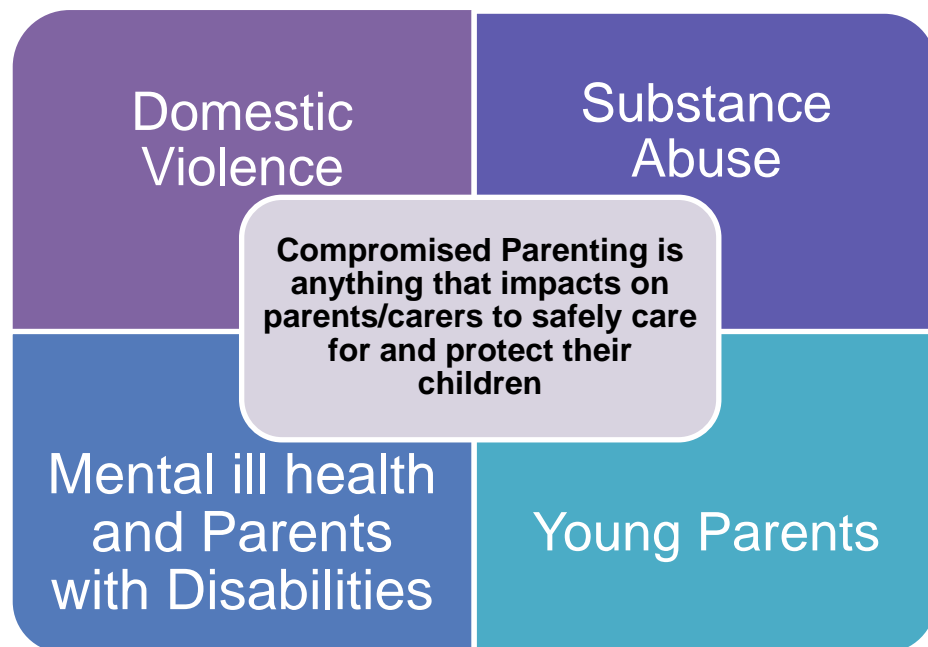 Domestic
Violence
Substance
Abuse
Compromised Parenting is
anything that impacts on
parents/carers to safely care
for and protect their
children
Mental ill health
and Parents
with Disabilities
Young Parents